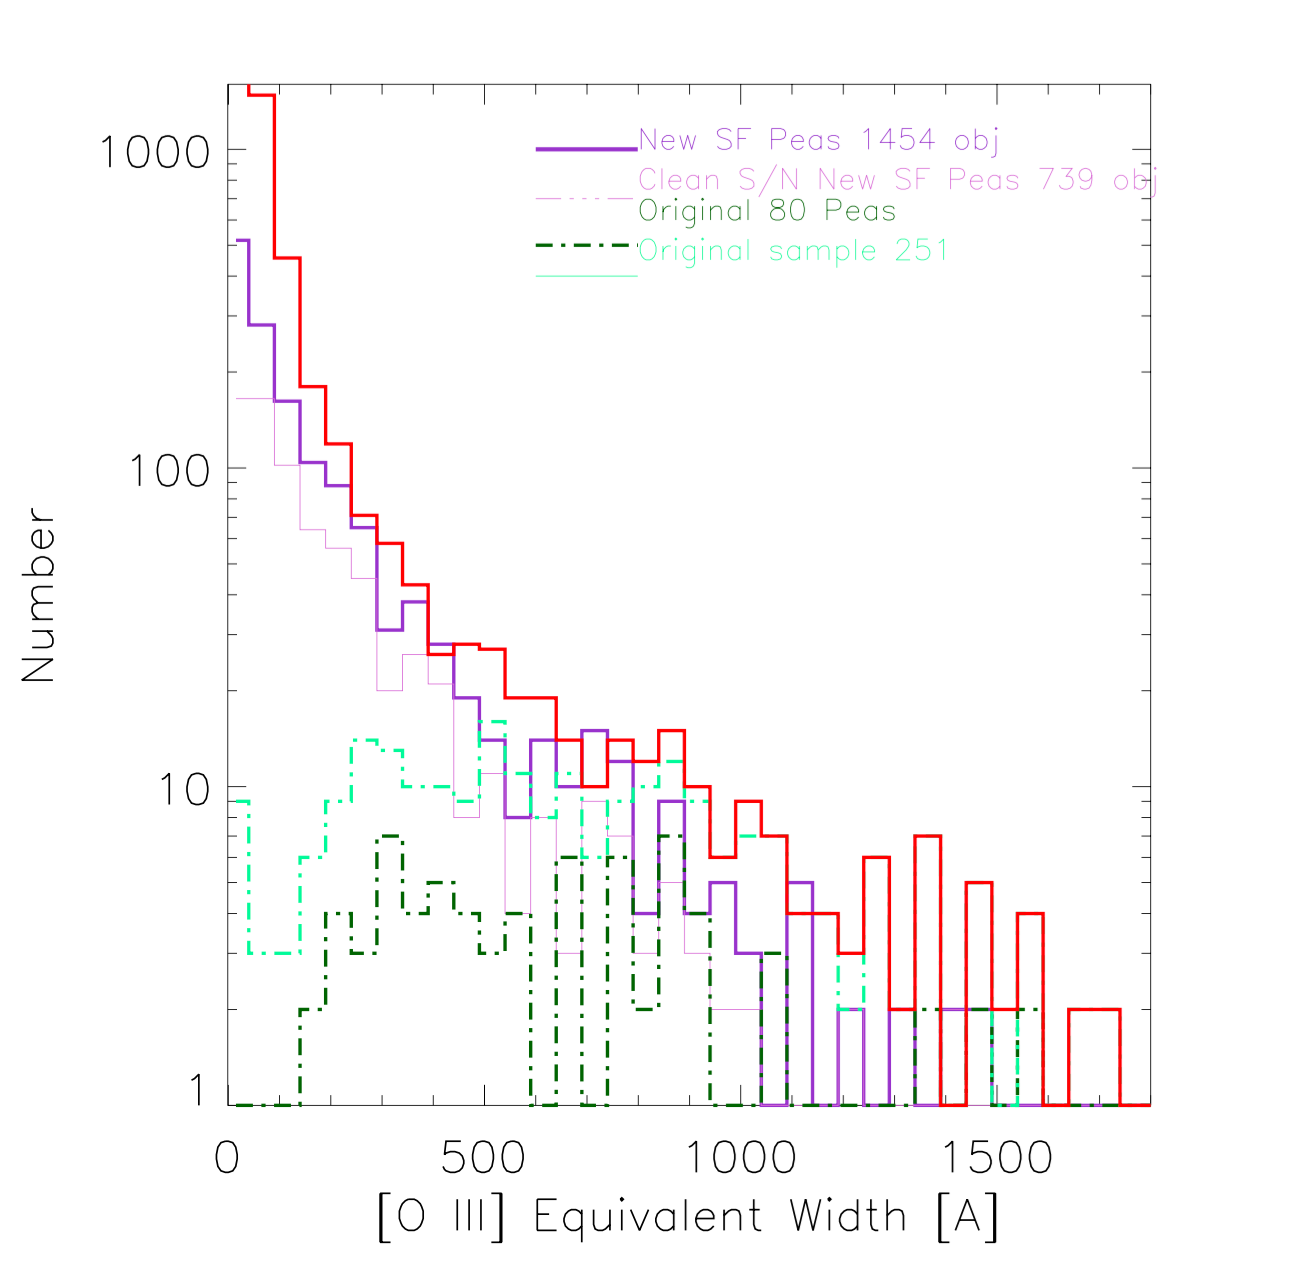 New SF Peas 1454 obj
Clean S/N New SF Peas 739 obj
Original 80 Peas
Original sample 251
1000
100
10
1
Number
0 500 1000 1500
[O III] Equivalent Width [A]